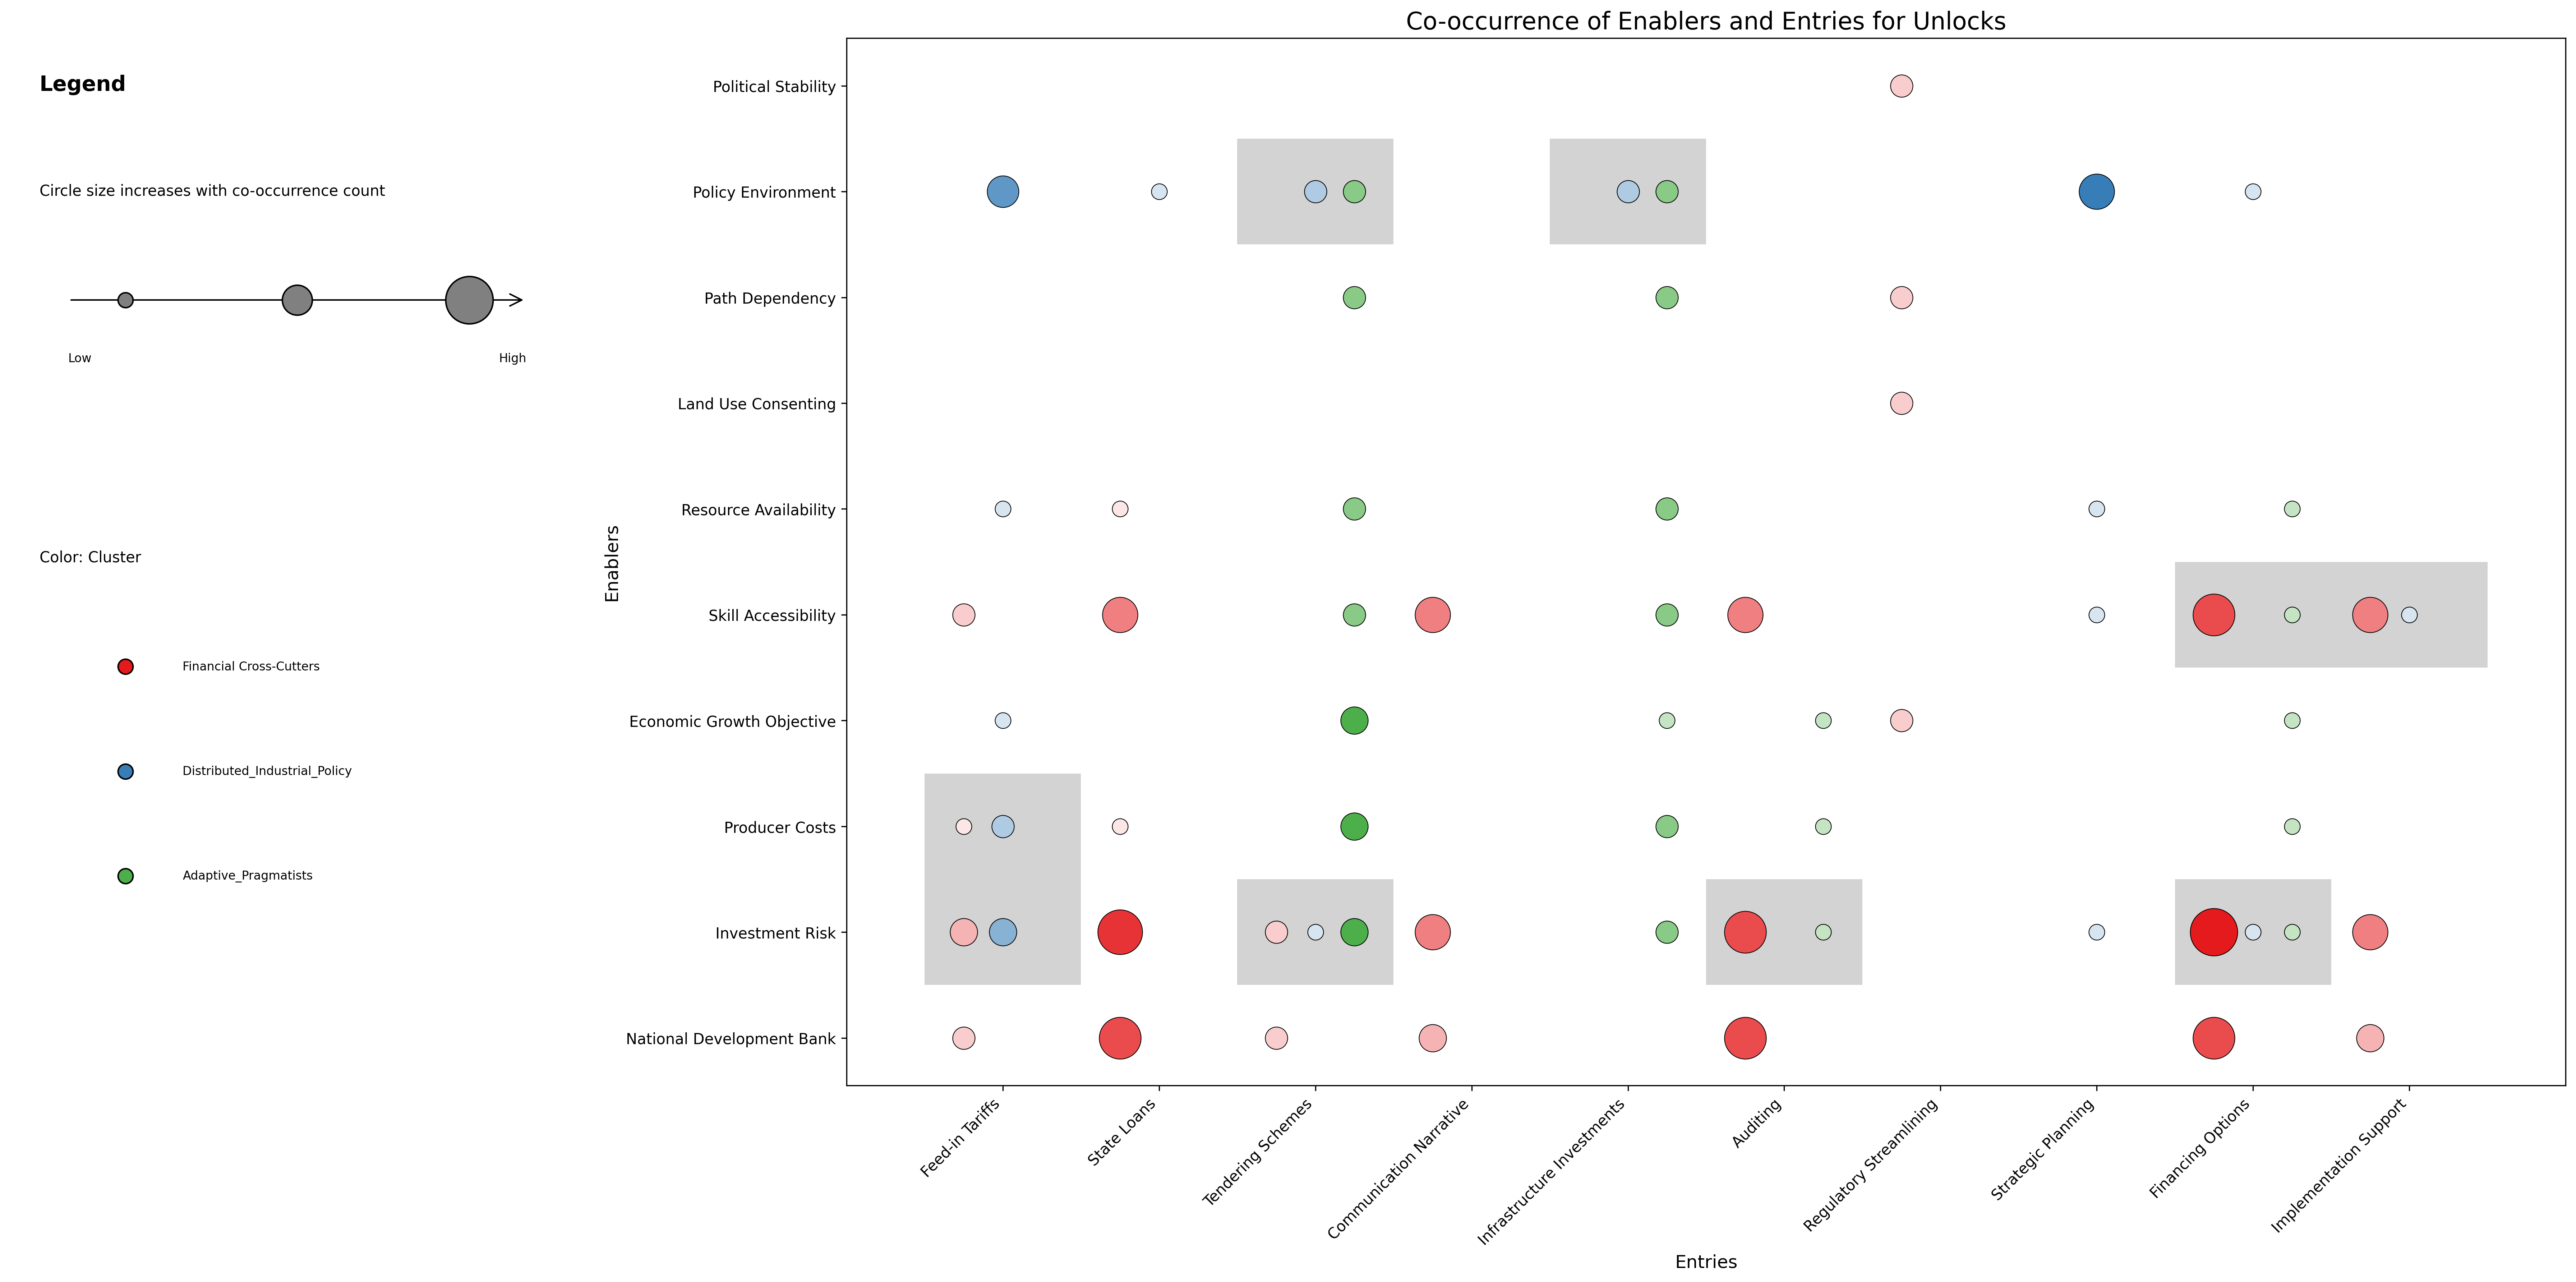 Co-occurrence of Enablers and Entries for Unlocks
Legend
Circle size increases with co-occurrence count
Low
High
Color: Cluster
Financial Cross-Cutters
Distributed_Industrial_Policy
Adaptive_Pragmatists
Enablers
Political Stability
Policy Environment
Path Dependency
Land Use Consenting
Resource Availability
Skill Accessibility
Economic Growth Objective
Producer Costs
Investment Risk
National Development Bank
Feed-in Tariffs
State Loans
Tendering Schemes
Communication Narrative
Infrastructure Investments
Auditing
Regulatory Streamlining
Strategic Planning
Financing Options
Implementation Support
Entries